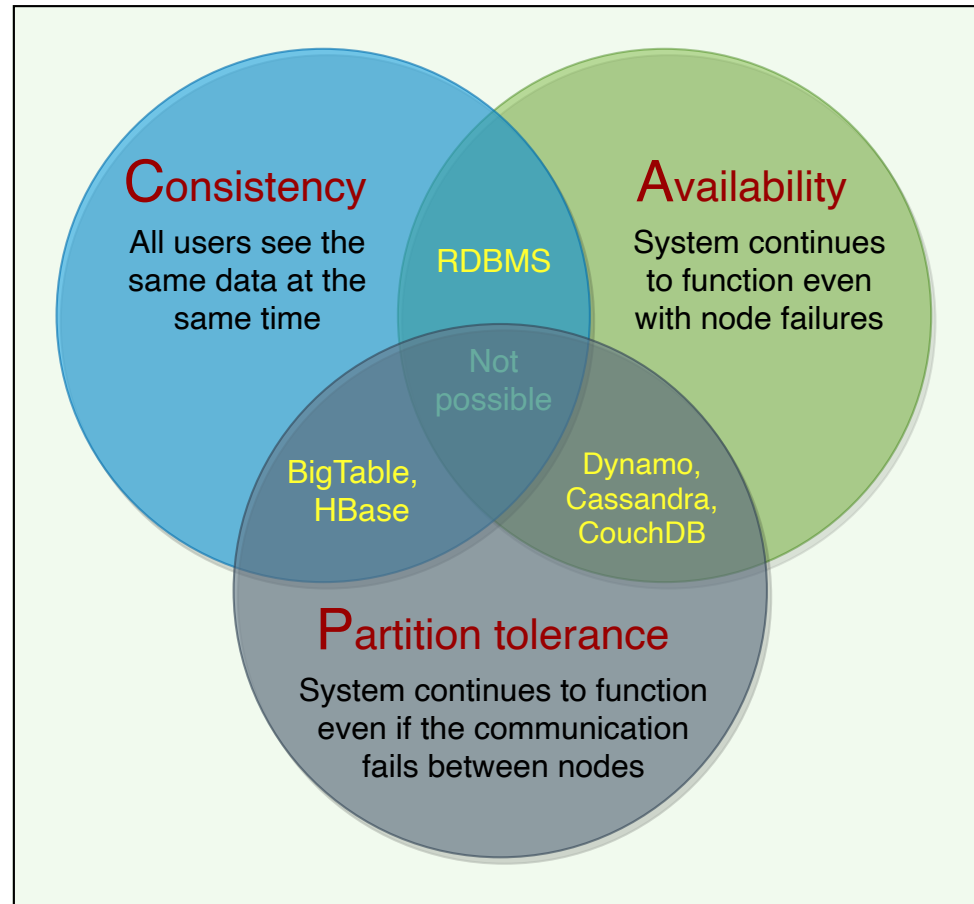 Consistency
All users see the
same data at the
same time
Availability
System continues
to function even
with node failures
RDBMS
Not
possible
BigTable,
HBase
Dynamo,
Cassandra,
CouchDB
Partition tolerance
System continues to function
even if the communication
fails between nodes